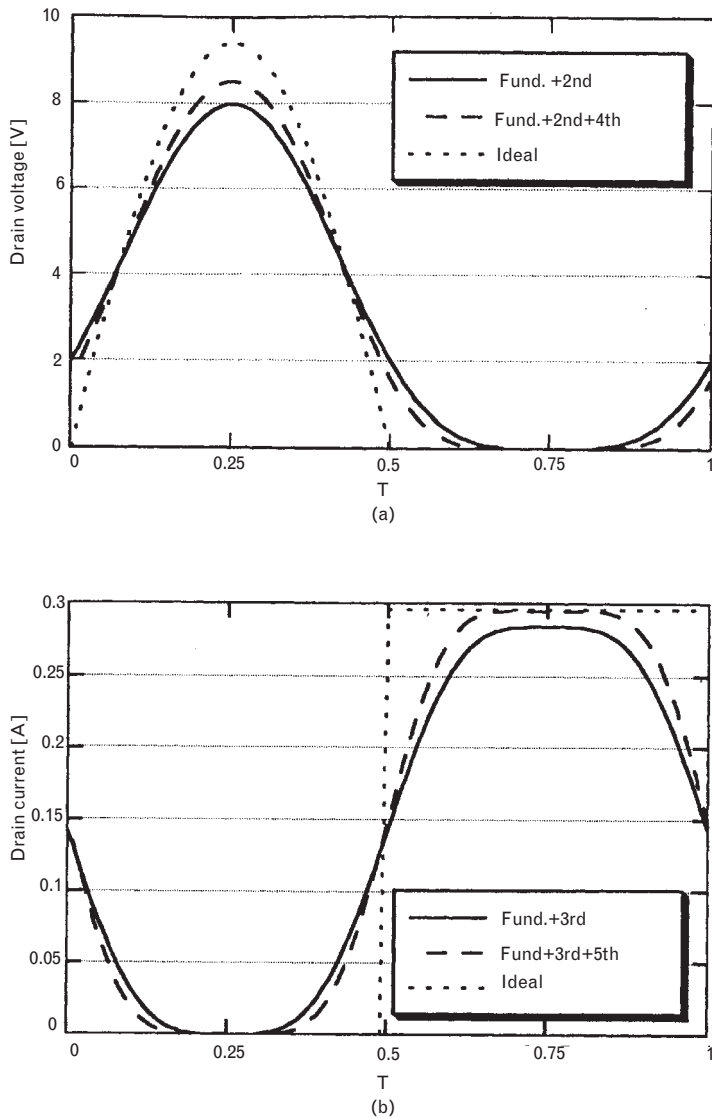 10
8
6
4
2
0
Drain voltage [V]
Fund. +2nd
Fund.+2nd+4th
Ideal
0
0.25
0.5
0.75
1
T
(a)
0.3
0.25
0.2
0.15
0.1
0.05
0
Drain current [A]
Fund.+3rd
Fund+3rd+5th
Ideal
0
0.25
0.5
0.75
1
T
(b)